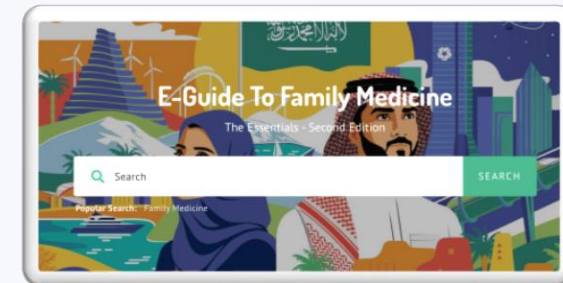 E-Guide To Family Medicine
The Essentials - Second Edition
Search
SEARCH
Popular Search: Family Medicine